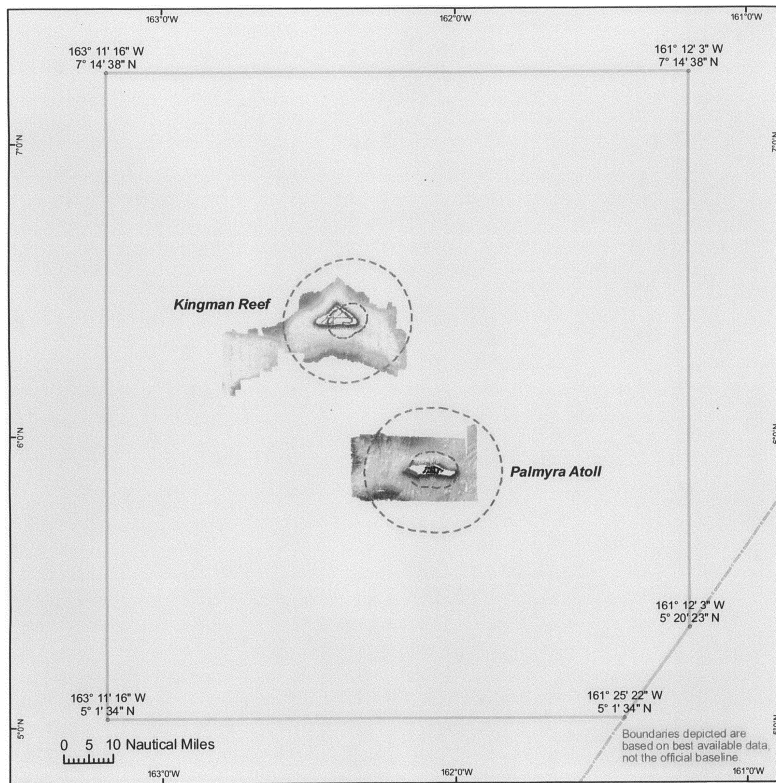 163°0'W 162°0'W 161°0'W
163° 11' 16" W
7° 14' 38" N
161° 12' 3" W
7° 14' 38" N
7°0'N 7°0'N
Kingman Reef
6°0'N 6°0'N
Palmyra Atoll
161° 12' 3" W
5° 20' 23" N
163° 11' 16" W
5° 1' 34" N
161° 25' 22" W
5° 1' 34" N
5°0'N 5°0'N
0 5 10 Nautical Miles
Boundaries depicted are
based on best available data,
not the official baseline.
163°0'W 162°0'W 161°0'W